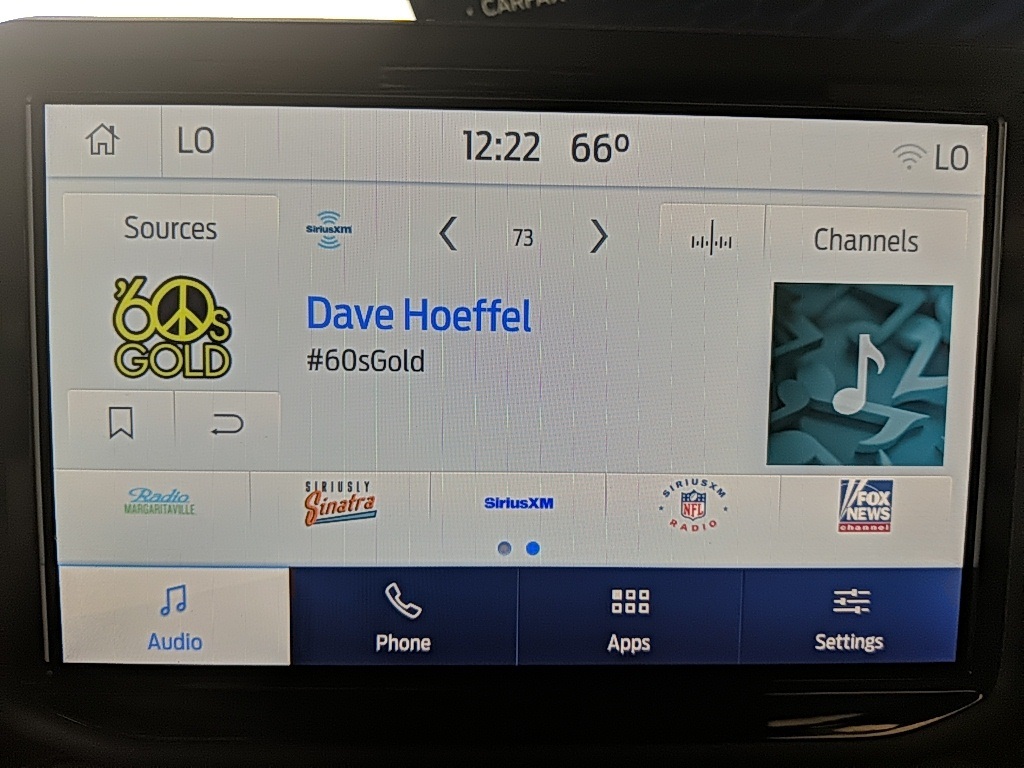 CARFAX
LO 12:22 66° LO
Sources
SiriusXM
73
Channels
'60s
GOLD
Dave Hoeffel
#60sGold
Radio
MARGARITAVILLE
SIRIUSLY
Sinatra
SiriusXM
SIRIUSXM
NFL
RADIO
FOX
NEWS
channel
Audio
Phone
Apps
Settings